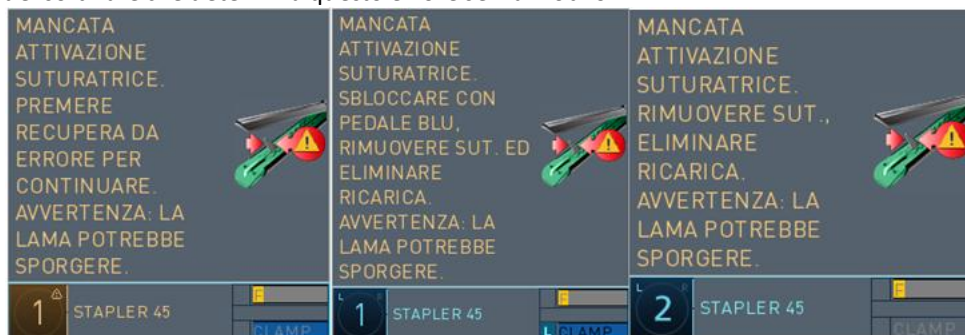 MANCATA
ATTIVAZIONE
SUTURATRICE.
PREMERE
RECUPERA DA
ERRORE PER
CONTINUARE.
AVVERTENZA: LA
LAMA POTREBBE
SPORGERE.
1
STAPLER 45
F
CLAMP
MANCATA
ATTIVAZIONE
SUTURATRICE.
SBLOCCARE CON
PEDALE BLU,
RIMUOVERE SUT. ED
ELIMINARE
RICARICA.
AVVERTENZA: LA
LAMA POTREBBE
SPORGERE.
L R
1
STAPLER 45
F
L CLAMP
MANCATA
ATTIVAZIONE
SUTURATRICE.
RIMUOVERE SUT.,
ELIMINARE
RICARICA.
AVVERTENZA: LA
LAMA POTREBBE
SPORGERE.
L R
2
STAPLER 45
F
CLAMP